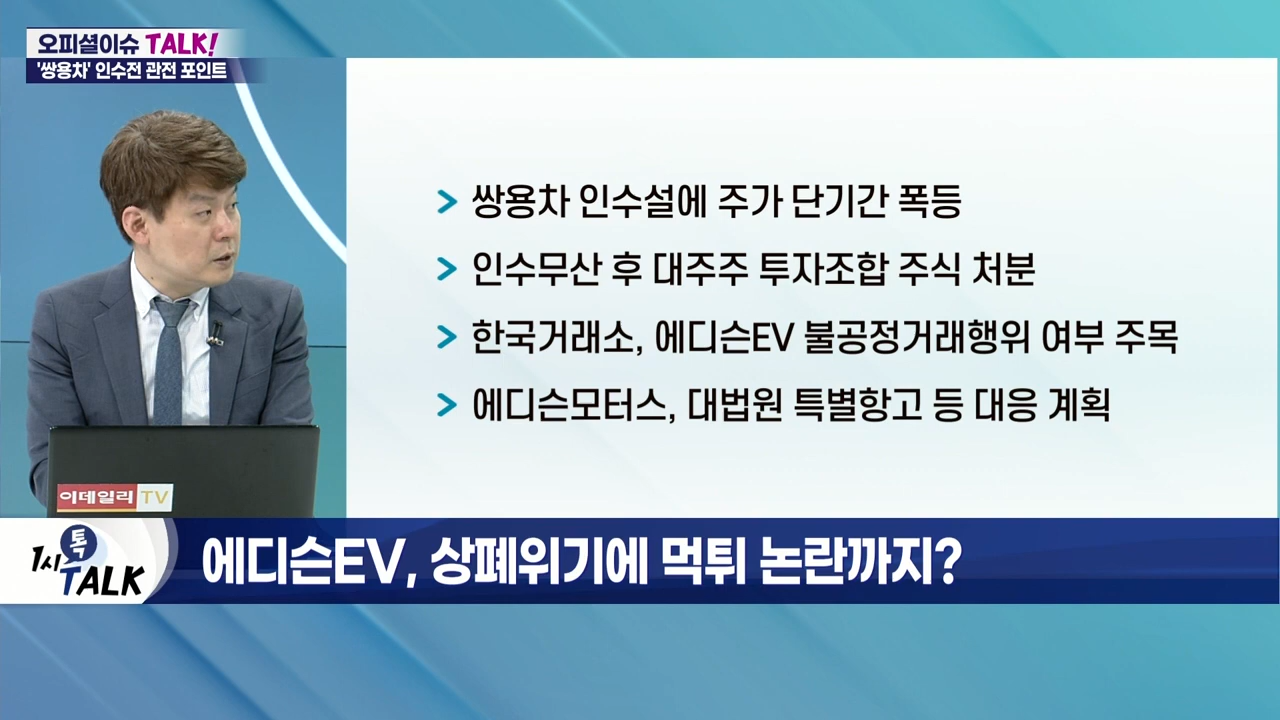 오피셜이슈 TALK!
'쌍용차' 인수전 관전 포인트
> 쌍용차 인수설에 주가 단기간 폭등
> 인수무산 후 대주주 투자조합 주식 처분
> 한국거래소, 에디슨EV 불공정거래행위 여부 주목
> 에디슨모터스, 대법원 특별항고 등 대응 계획
이데일리 TV
1시 톡 TALK
에디슨EV, 상폐위기에 먹튀 논란까지?